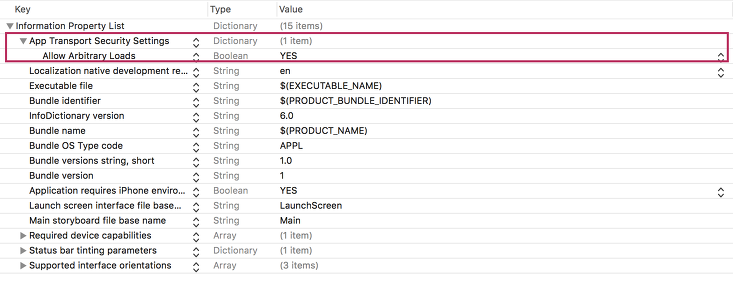 Key Type Value
Information Property List Dictionary (15 items)
App Transport Security Settings Dictionary (1 item)
Allow Arbitrary Loads Boolean YES
Localization native development re... String en
Executable file String $(EXECUTABLE_NAME)
Bundle identifier String $(PRODUCT_BUNDLE_IDENTIFIER)
InfoDictionary version String 6.0
Bundle name String $(PRODUCT_NAME)
Bundle OS Type code String APPL
Bundle versions string, short String 1.0
Bundle version String 1
Application requires iPhone enviro... Boolean YES
Launch screen interface file base... String LaunchScreen
Main storyboard file base name String Main
Required device capabilities Array (1 item)
Status bar tinting parameters Dictionary (1 item)
Supported interface orientations Array (3 items)